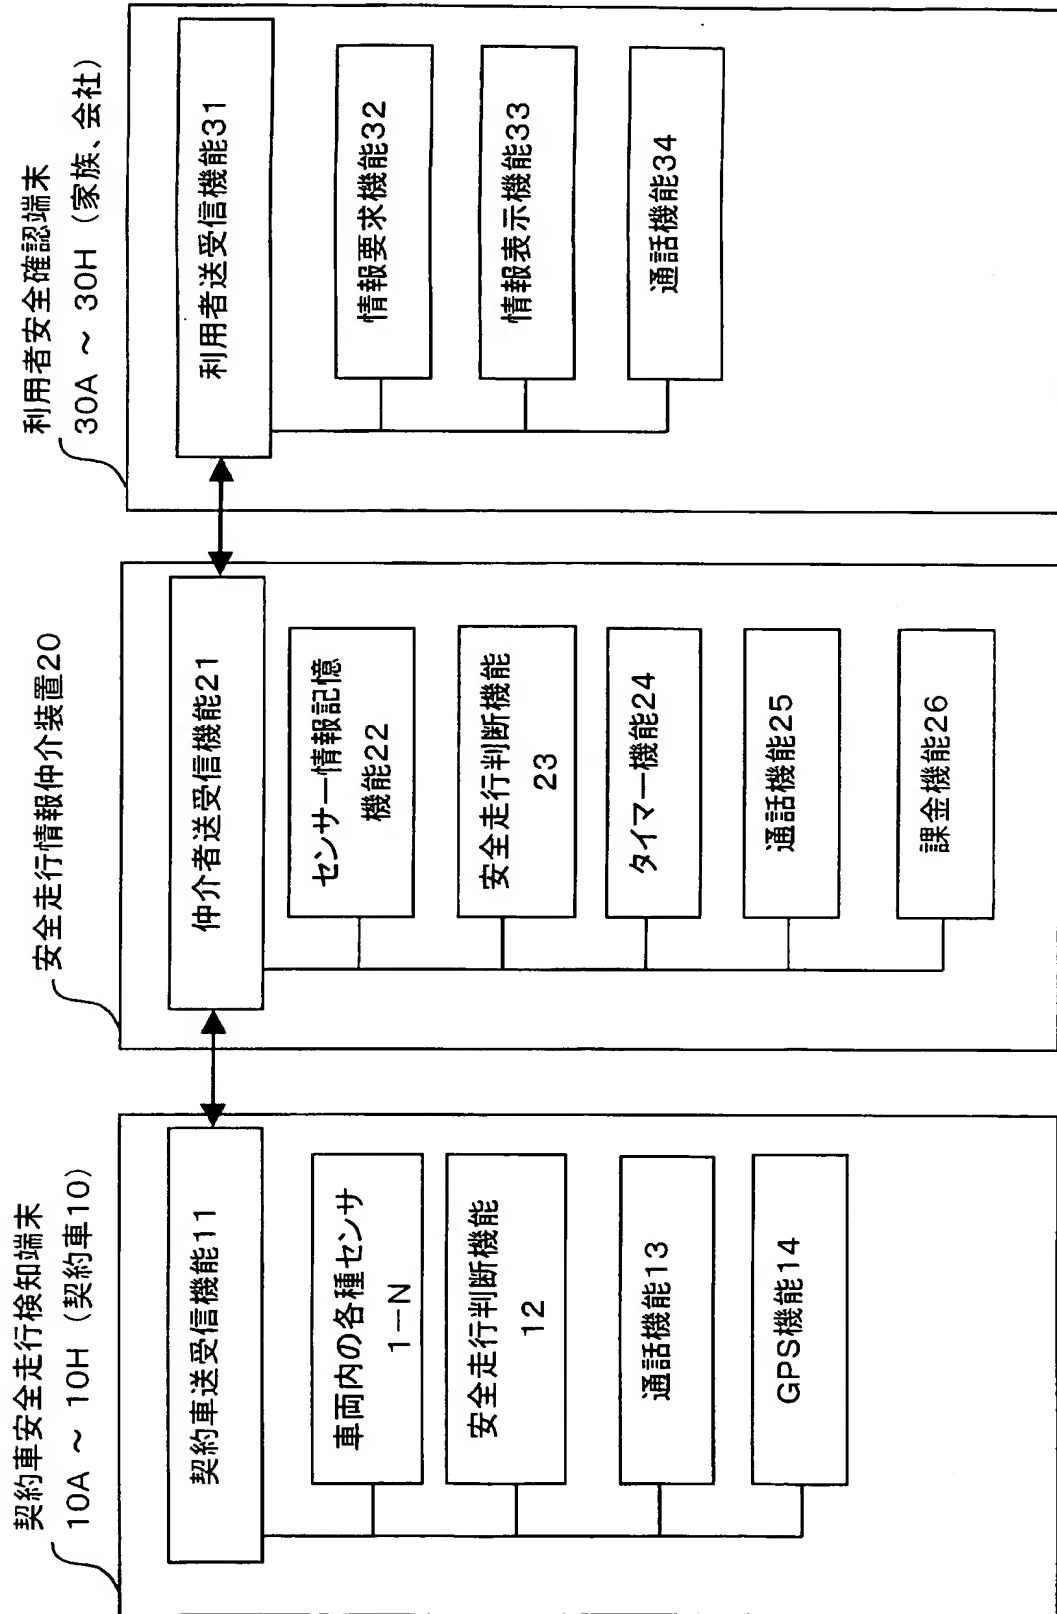 契約車安全走行検知端末
10A ～ 10H（契約車10）
契約車送受信機能11
車両内の各種センサ
1－N
安全走行判断機能
12
通話機能13
GPS機能14
安全走行情報仲介装置20
仲介者送受信機能21
センサー情報記憶
機能22
安全走行判断機能
23
タイマー機能24
通話機能25
課金機能26
利用者安全確認端末
30A ～ 30H（家族、会社）
利用者送受信機能31
情報要求機能32
情報表示機能33
通話機能34